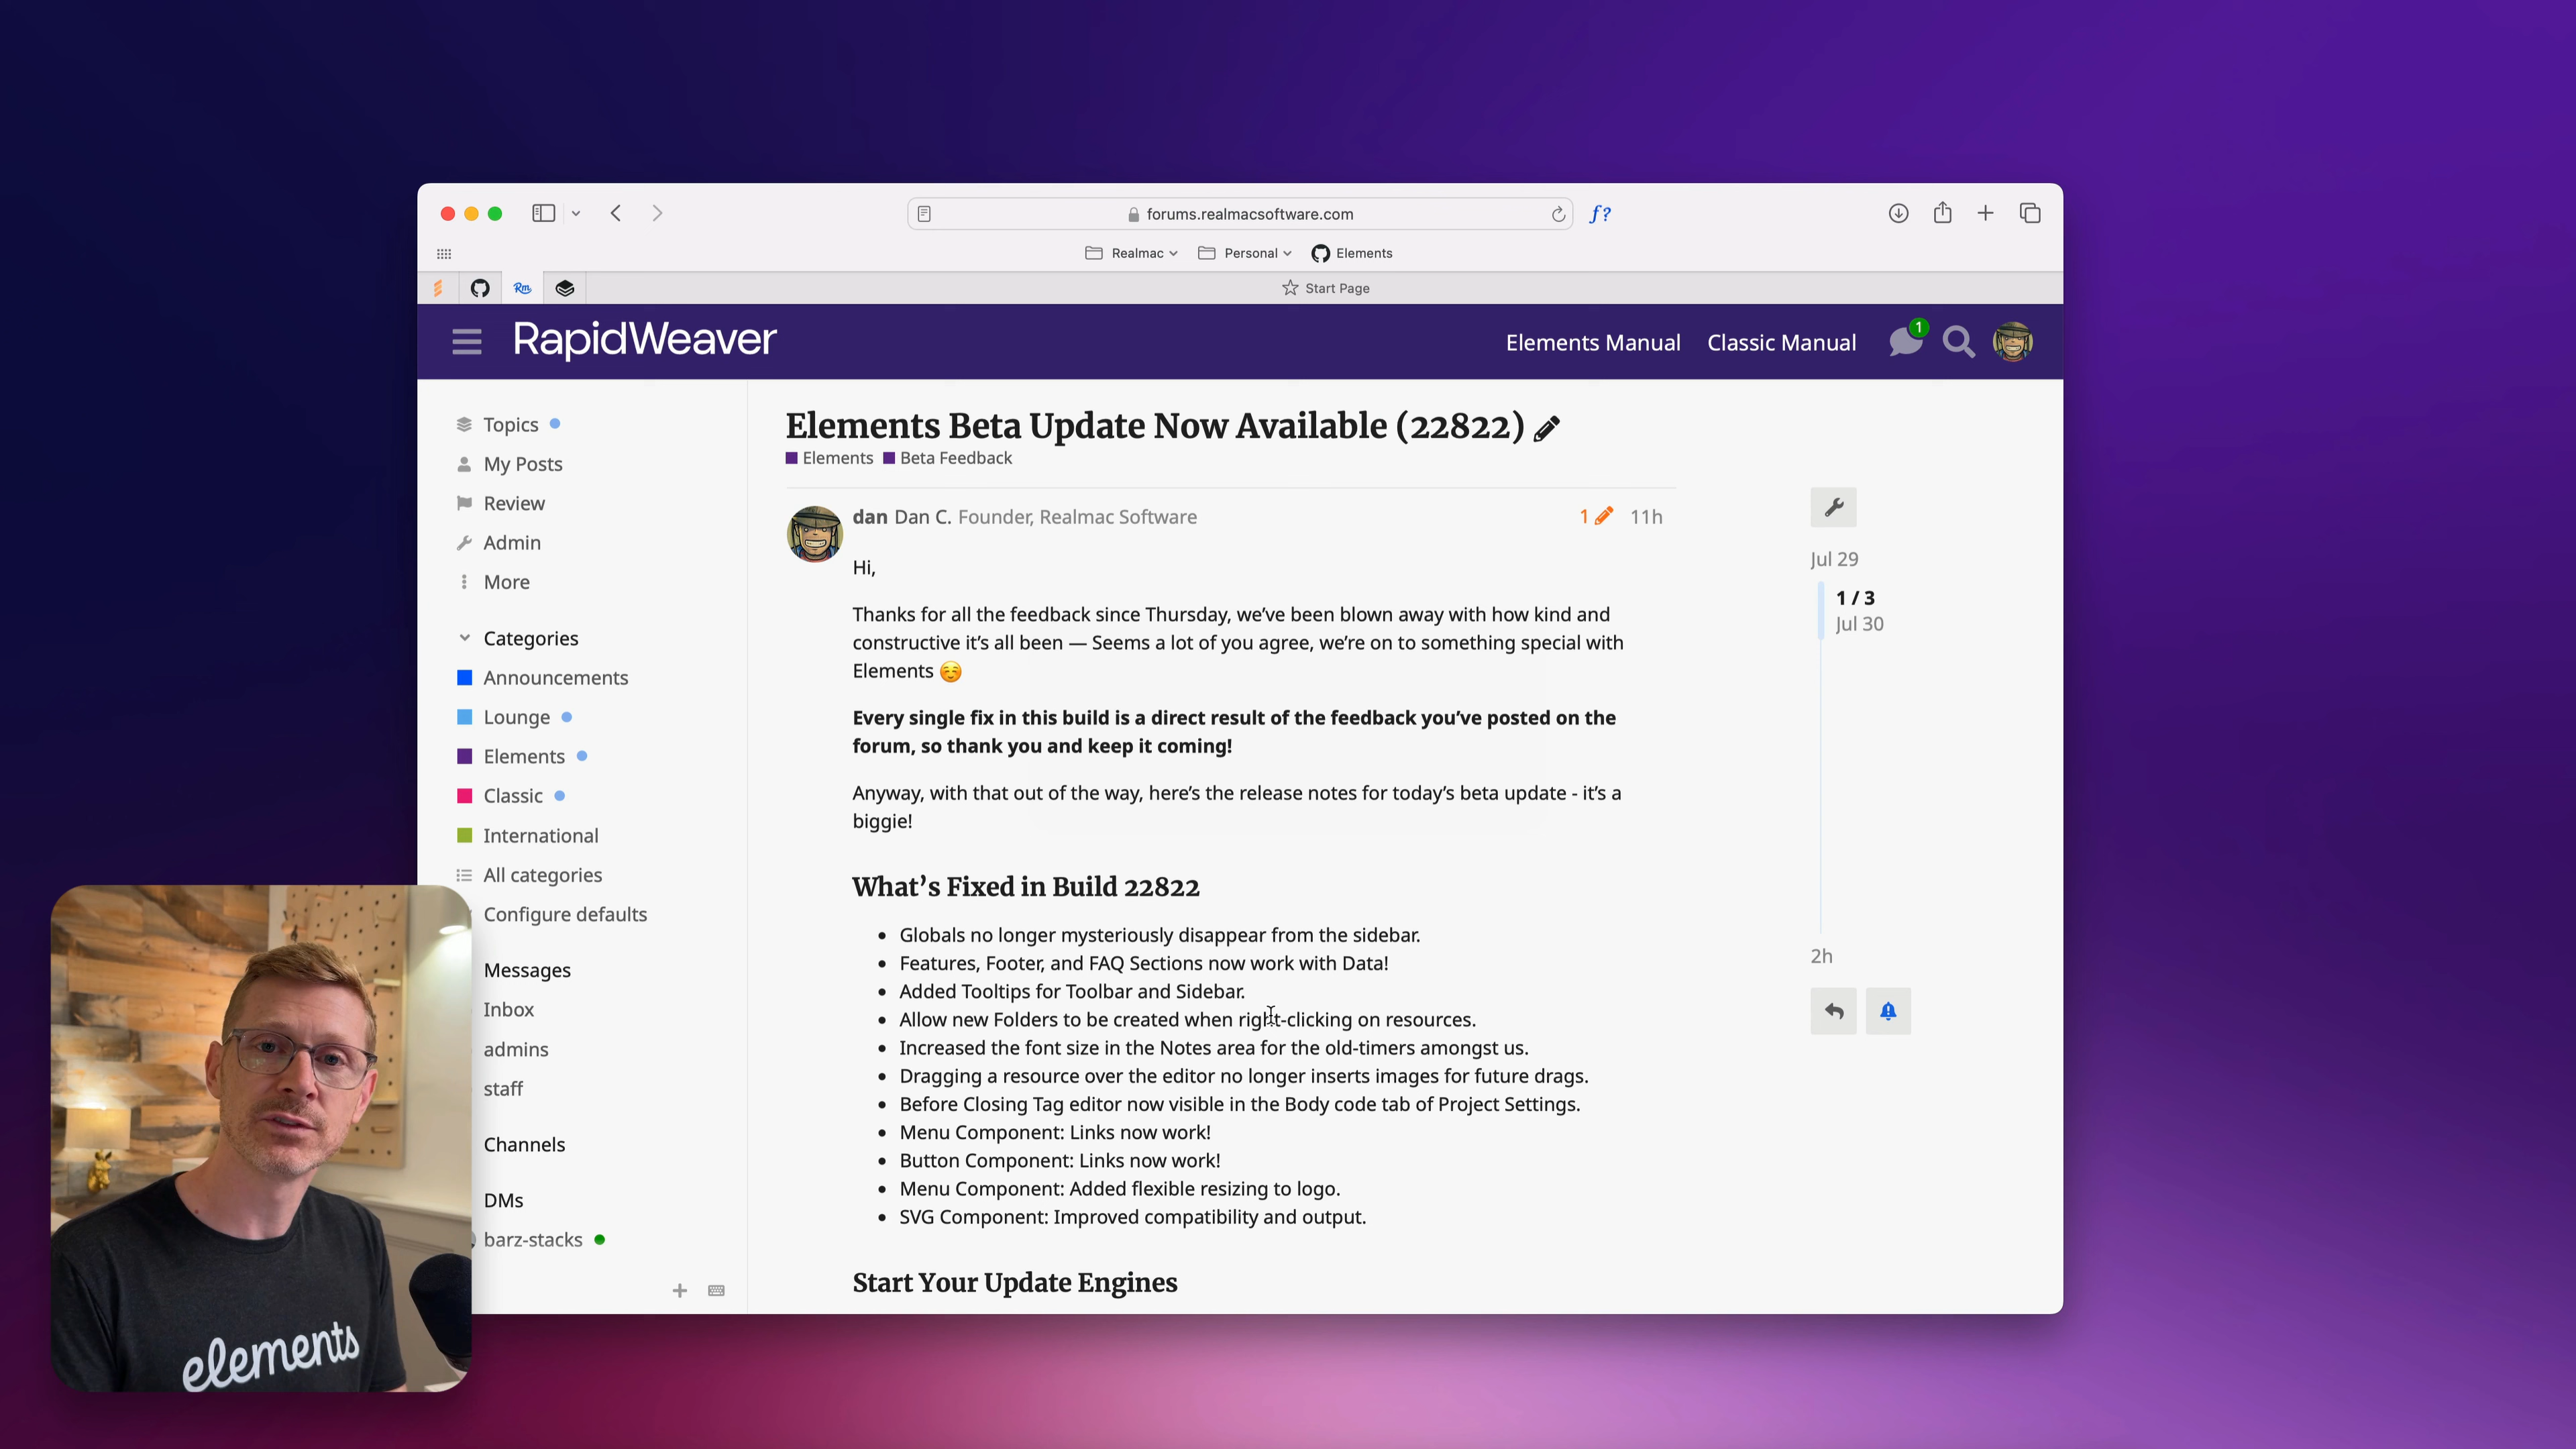 forums.realmacsoftware.com
f?
Realmac
Personal
Elements
Rm
Start Page
RapidWeaver
Elements Manual
Classic Manual
1
Topics
My Posts
Review
Admin
More
Categories
Announcements
Lounge
Elements
Classic
International
All categories
Configure defaults
Messages
Inbox
admins
staff
Channels
DMs
barz-stacks
Elements Beta Update Now Available (22822)
Elements Beta Feedback
dan Dan C. Founder, Realmac Software
1 11h
Hi,
Thanks for all the feedback since Thursday, we’ve been blown away with how kind and
constructive it’s all been — Seems a lot of you agree, we’re on to something special with
Elements ☺️
Every single fix in this build is a direct result of the feedback you’ve posted on the
forum, so thank you and keep it coming!
Anyway, with that out of the way, here’s the release notes for today’s beta update - it’s a
biggie!
What’s Fixed in Build 22822
• Globals no longer mysteriously disappear from the sidebar.
• Features, Footer, and FAQ Sections now work with Data!
• Added Tooltips for Toolbar and Sidebar.
• Allow new Folders to be created when right-clicking on resources.
• Increased the font size in the Notes area for the old-timers amongst us.
• Dragging a resource over the editor no longer inserts images for future drags.
• Before Closing Tag editor now visible in the Body code tab of Project Settings.
• Menu Component: Links now work!
• Button Component: Links now work!
• Menu Component: Added flexible resizing to logo.
• SVG Component: Improved compatibility and output.
Start Your Update Engines
Jul 29
1 / 3
Jul 30
2h
elements